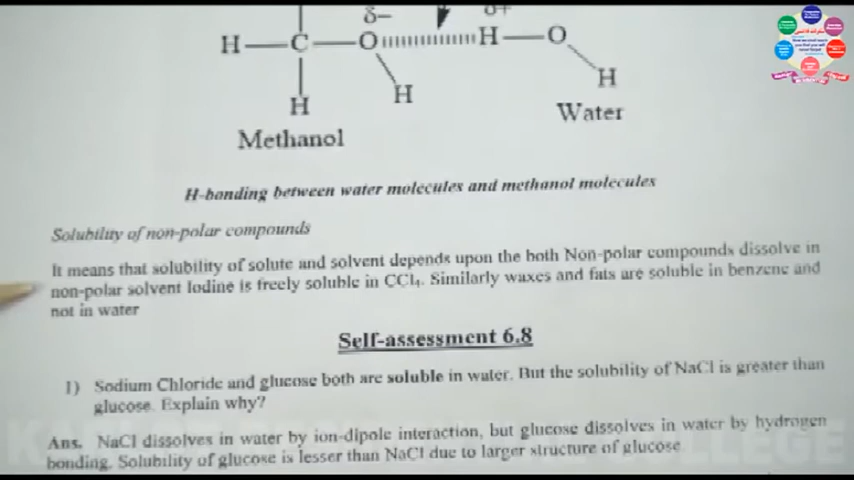 δ− δ+
H—C—O H—O
H H H
Methanol Water
H-bonding between water molecules and methanol molecules
Solubility of non-polar compounds
It means that solubility of solute and solvent depends upon the both Non-polar compounds dissolve in
non-polar solvent Iodine is freely soluble in CCl₄. Similarly waxes and fats are soluble in benzene and
not in water
Self-assessment 6.8
1) Sodium Chloride and glucose both are soluble in water. But the solubility of NaCl is greater than
glucose. Explain why?
Ans. NaCl dissolves in water by ion-dipole interaction, but glucose dissolves in water by hydrogen
bonding. Solubility of glucose is lesser than NaCl due to larger structure of glucose